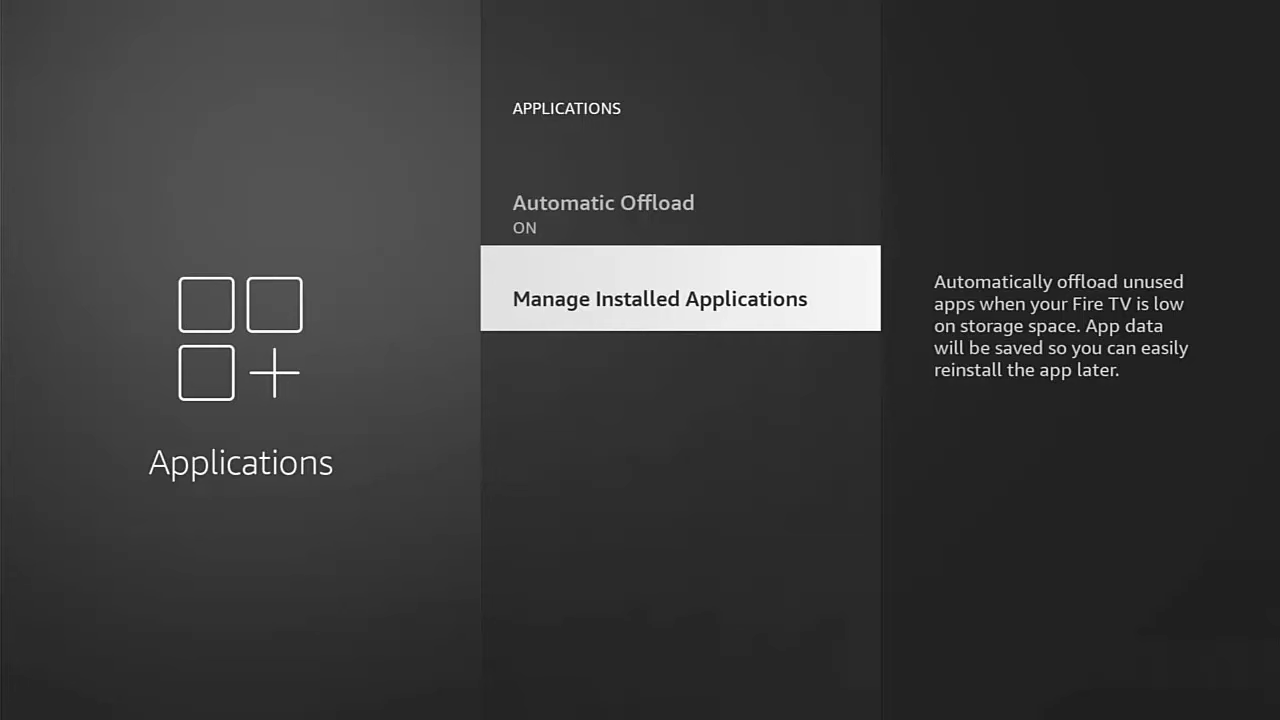 APPLICATIONS
Automatic Offload
ON
Manage Installed Applications
Applications
Automatically offload unused
apps when your Fire TV is low
on storage space. App data
will be saved so you can easily
reinstall the app later.